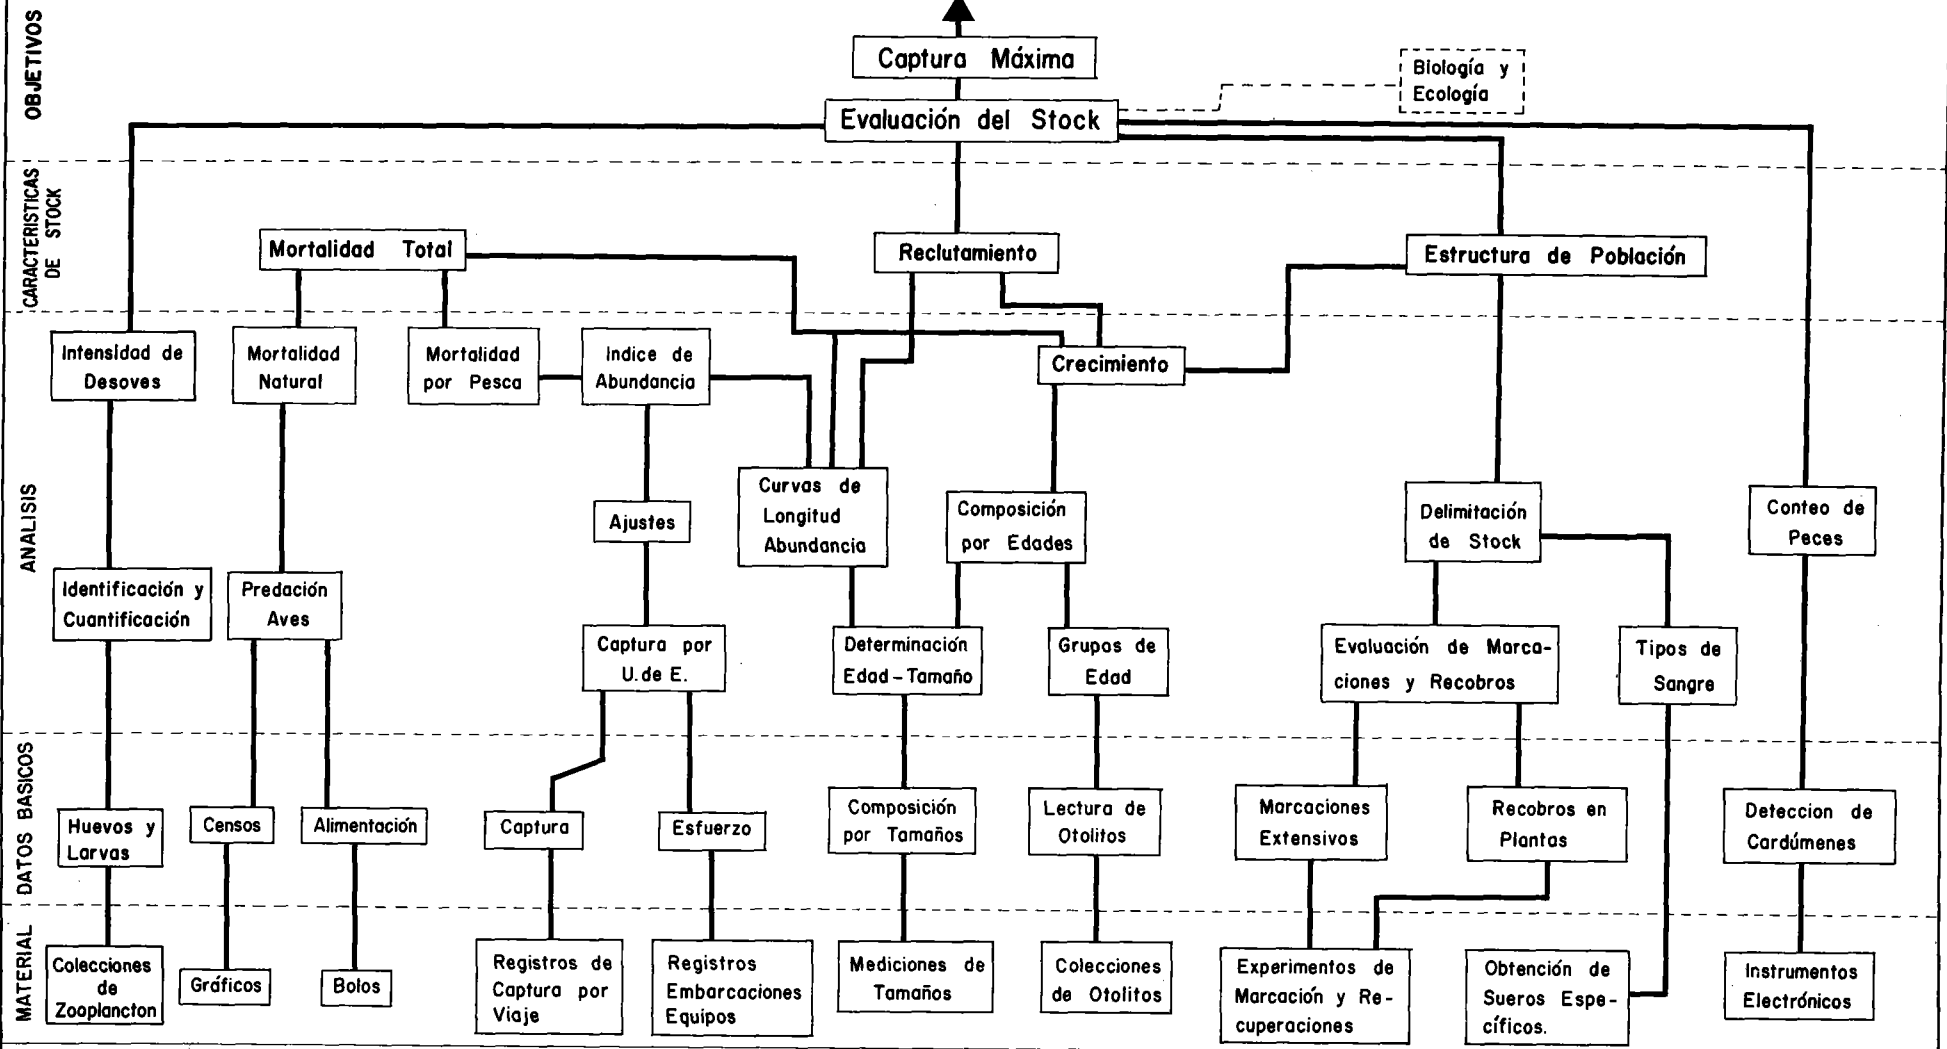 OBJETIVOS
Captura Máxima
Biología y
Ecología
Evaluación del Stock
CARACTERISTICAS
DE STOCK
Mortalidad Total
Reclutamiento
Estructura de Población
ANALISIS
Intensidad de
Desoves
Mortalidad
Natural
Mortalidad
por Pesca
Indice de
Abundancia
Crecimiento
Curvas de
Longitud
Abundancia
Composición
por Edades
Ajustes
Delimitación
de Stock
Conteo de
Peces
Identificación y
Cuantificación
Predación
Aves
Captura por
U. de E.
Determinación
Edad-Tamaño
Grupos de
Edad
Evaluación de Marca-
ciones y Recobros
Tipos de
Sangre
DATOS BASICOS
Huevos y
Larvas
Censos
Alimentación
Captura
Esfuerzo
Composición
por Tamaños
Lectura de
Otolitos
Marcaciones
Extensivos
Recobros en
Plantas
Deteccion de
Cardúmenes
MATERIAL
Colecciones
de
Zooplancton
Gráficos
Bolos
Registros de
Captura por
Viaje
Registros
Embarcaciones
Equipos
Mediciones de
Tamaños
Colecciones
de Otolitos
Experimentos de
Marcación y Re-
cuperaciones
Obtención de
Sueros Espe-
cíficos.
Instrumentos
Electrónicos